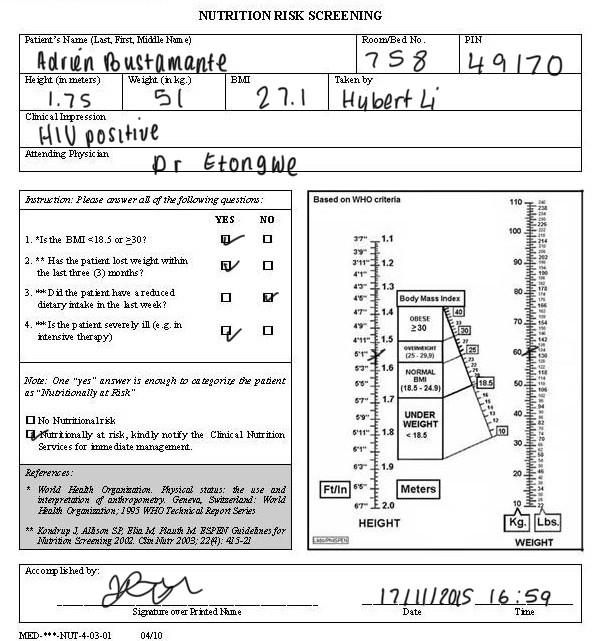 NUTRITION RISK SCREENING
Patient's Name (Last, First, Middle Name) Room/Bed No. PIN
Adrién Bustamante 758 49170
Height (in meters) Weight (in kg.) BMI Taken by
1.75 51 27.1 Hybert Li
Clinical Impression
HIV positive
Attending Physician
Dr Etongwe
Instruction: Please answer all of the following questions:
YES NO
1. *Is the BMI <18.5 or ≥30?
2. ** Has the patient lost weight within
the last three (3) months?
3. **Did the patient have a reduced
dietary intake in the last week?
4. **Is the patient severely ill (e.g. in
intensive therapy)
Note: One "yes" answer is enough to categorize the patient
as "Nutritionally at Risk"
No Nutritional risk
Nutritionally at risk, kindly notify the Clinical Nutrition
Services for immediate management.
References:
* World Health Organization. Physical status: the use and
interpretation of anthropometry. Geneva, Switzerland: World
Health Organization; 1995 WHO Technical Report Series
** Kondrup J, Allison SP, Elia M, Plauth M. ESPEN Guidelines for
Nutrition Screening 2002. Clin Nutr 2003; 22(4): 415-21
Based on WHO criteria
3'7" 1.1
3'9"
3'11" 1.2
4'1"
4'3" 1.3
4'5"
4'7" 1.4
4'9"
4'11" 1.5
5'1"
5'3" 1.6
5'5"
5'7" 1.7
5'9"
5'11" 1.8
6'1"
6'3" 1.9
6'5"
6'7" 2.0
Ft/In Meters
HEIGHT
Body Mass Index
OBESE
≥30
OVERWEIGHT
(25 - 29,9)
NORMAL
BMI
(18.5 - 24.9)
UNDER
WEIGHT
< 18.5
40
30
25
18.5
10
110
100
90
80
70
60
50
40
30
20
10
Kg. Lbs.
WEIGHT
Accomplished by:
17/11/2015 16:59
Signature over Printed Name Date Time
MED-***-NUT-4-03-01 04/10